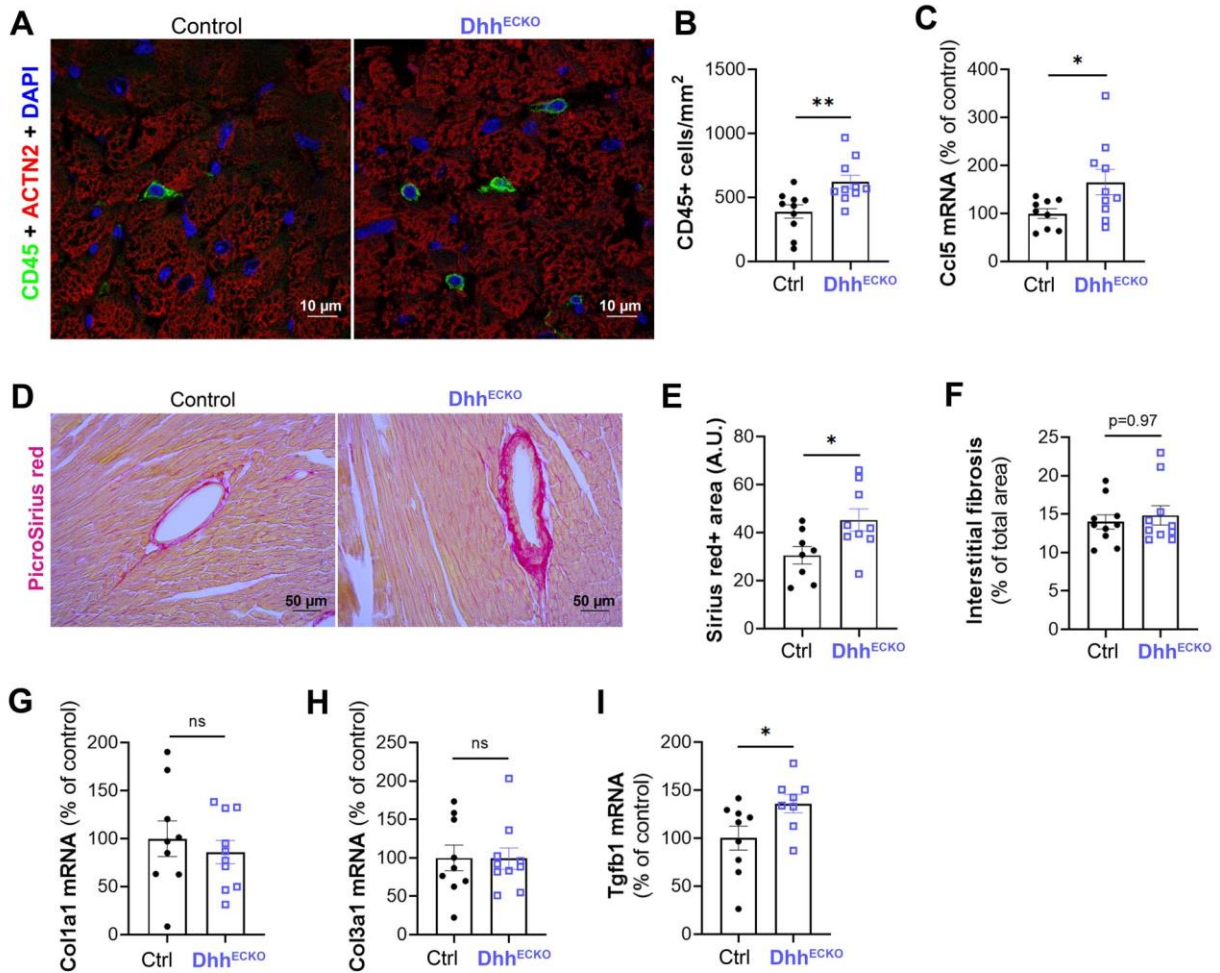 A
Control
Dhh^ECKO
CD45 + ACTN2 + DAPI
10 µm
10 µm
B
CD45+ cells/mm²
1500
1000
500
0
**
Ctrl
Dhh^ECKO
C
Ccl5 mRNA (% of control)
400
300
200
100
0
*
Ctrl
Dhh^ECKO
D
Control
Dhh^ECKO
PicroSirius red
50 µm
50 µm
E
Sirius red+ area (A.U.)
80
60
40
20
0
*
Ctrl
Dhh^ECKO
F
Interstitial fibrosis
(% of total area)
25
20
15
10
5
0
p=0.97
Ctrl
Dhh^ECKO
G
Col1a1 mRNA (% of control)
200
150
100
50
0
ns
Ctrl
Dhh^ECKO
H
Col3a1 mRNA (% of control)
250
200
150
100
50
0
ns
Ctrl
Dhh^ECKO
I
Tgfb1 mRNA
(% of control)
200
150
100
50
0
*
Ctrl
Dhh^ECKO